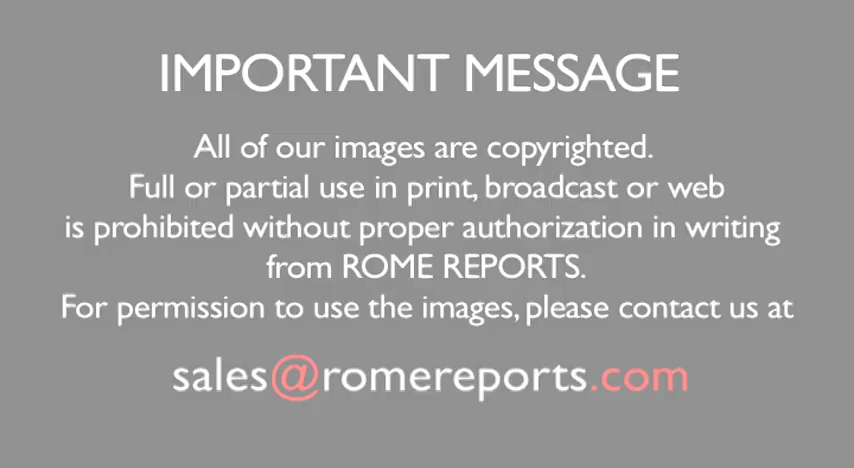 IMPORTANT MESSAGE
All of our images are copyrighted.
Full or partial use in print, broadcast or web
is prohibited without proper authorization in writing
from ROME REPORTS.
For permission to use the images, please contact us at
sales@romereports.com